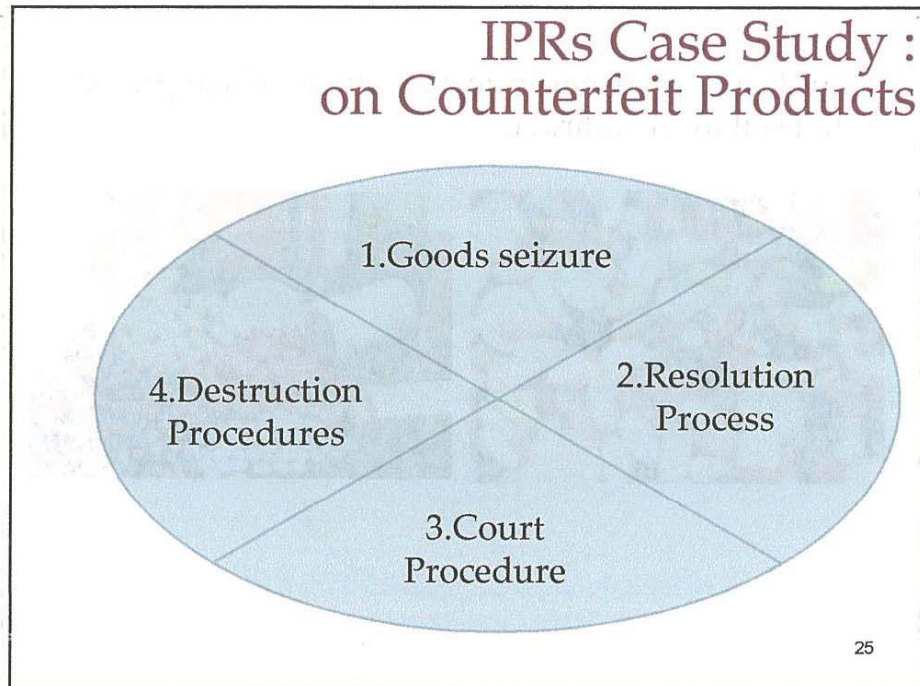 IPRs Case Study :
on Counterfeit Products
1.Goods seizure
2.Resolution
Process
3.Court
Procedure
4.Destruction
Procedures
25